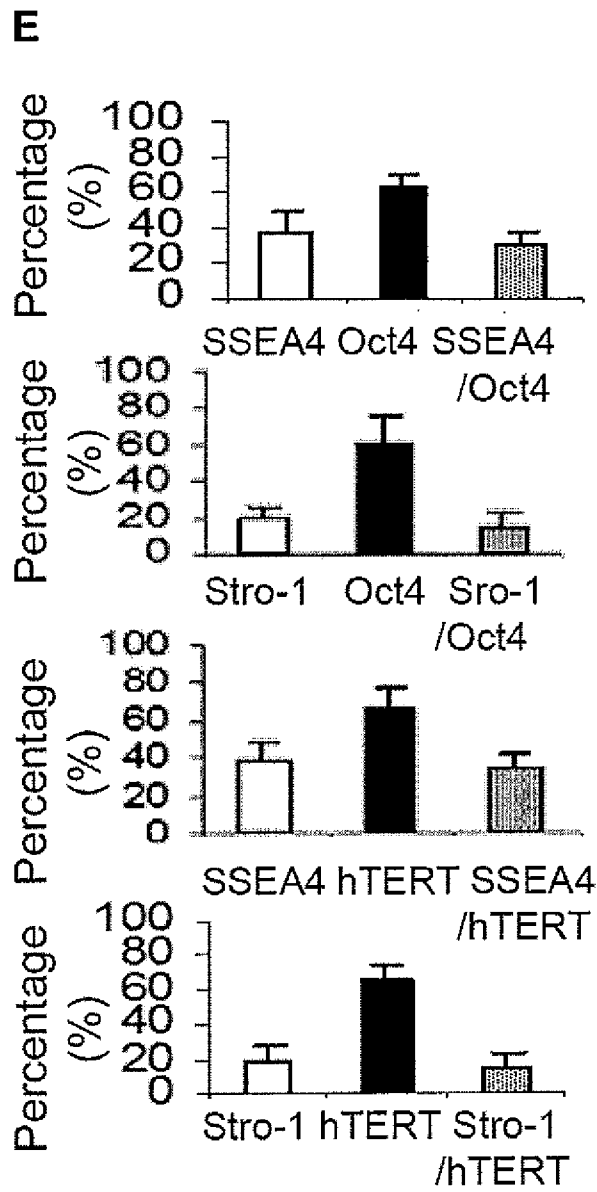 E
Percentage
(%)
100
80
60
40
20
0
SSEA4 Oct4 SSEA4
/Oct4
Percentage
(%)
100
80
60
40
20
0
Stro-1 Oct4 Sro-1
/Oct4
Percentage
(%)
100
80
60
40
20
0
SSEA4 hTERT SSEA4
/hTERT
Percentage
(%)
100
80
60
40
20
0
Stro-1 hTERT Stro-1
/hTERT